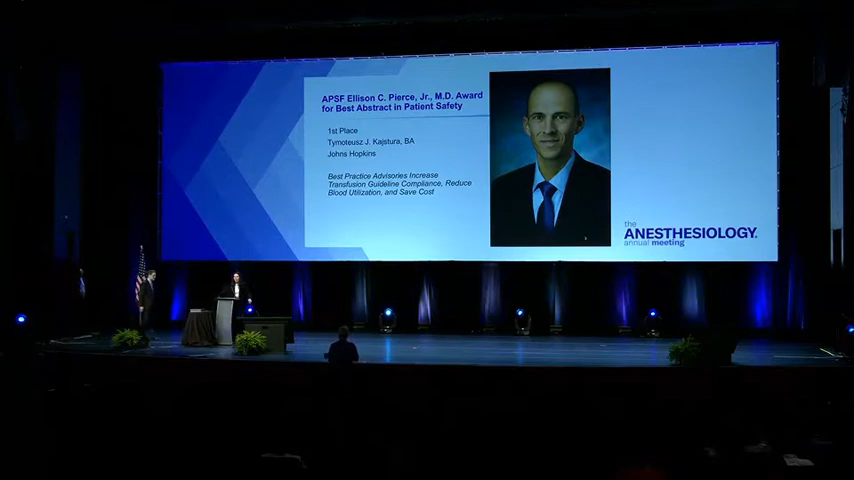 APSF Ellison C. Pierce, Jr., M.D. Award
for Best Abstract in Patient Safety
1st Place
Tymoteusz J. Kajstura, BA
Johns Hopkins
Best Practice Advisories Increase
Transfusion Guideline Compliance, Reduce
Blood Utilization, and Save Cost
the
ANESTHESIOLOGY.
annual meeting